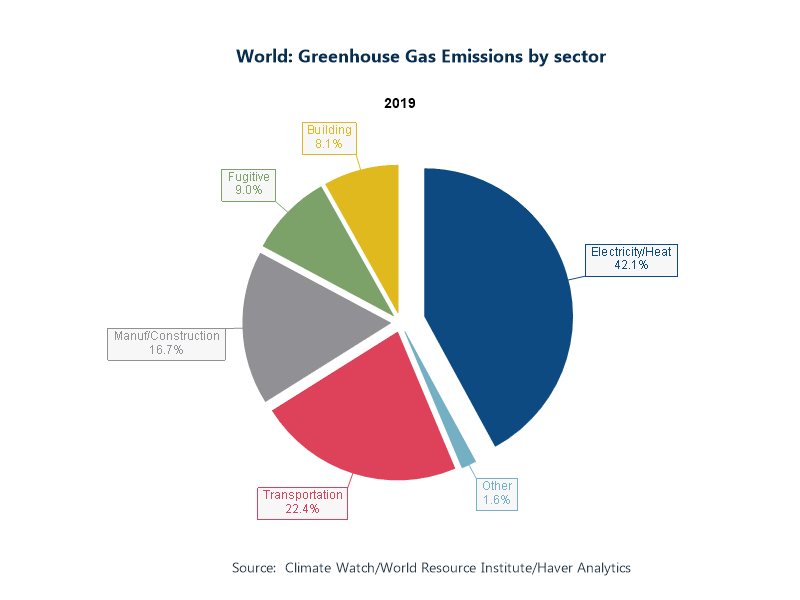 World: Greenhouse Gas Emissions by sector
2019
Building
8.1%
Fugitive
9.0%
Electricity/Heat
42.1%
Manuf/Construction
16.7%
Other
1.6%
Transportation
22.4%
Source:  Climate Watch/World Resource Institute/Haver Analytics